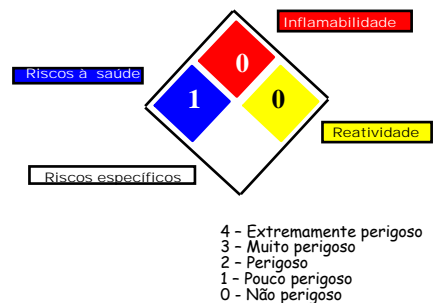 Inflamabilidade
0
Riscos à saúde
1
0
Reatividade
Riscos específicos
4 – Extremamente perigoso
3 – Muito perigoso
2 – Perigoso
1 – Pouco perigoso
0 - Não perigoso